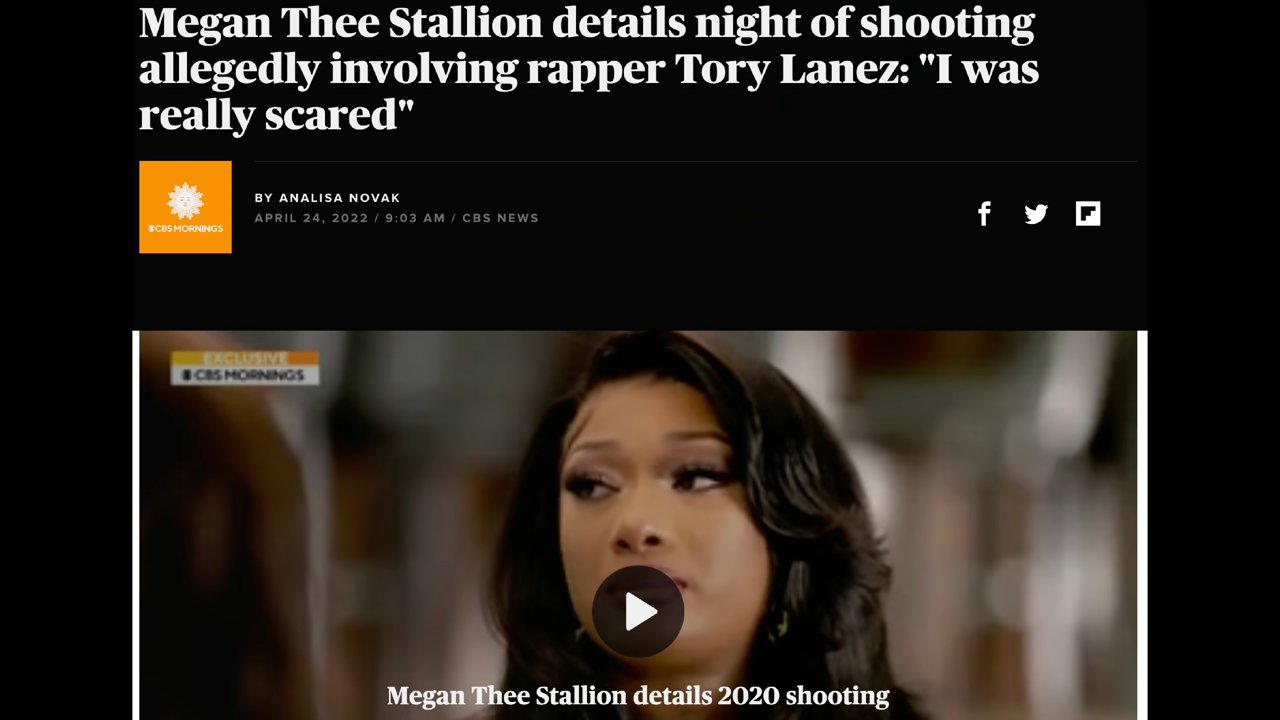 Megan Thee Stallion details night of shooting
allegedly involving rapper Tory Lanez: "I was
really scared"
CBS MORNINGS
BY ANALISA NOVAK
APRIL 24, 2022 / 9:03 AM / CBS NEWS
EXCLUSIVE
CBS MORNINGS
Megan Thee Stallion details 2020 shooting